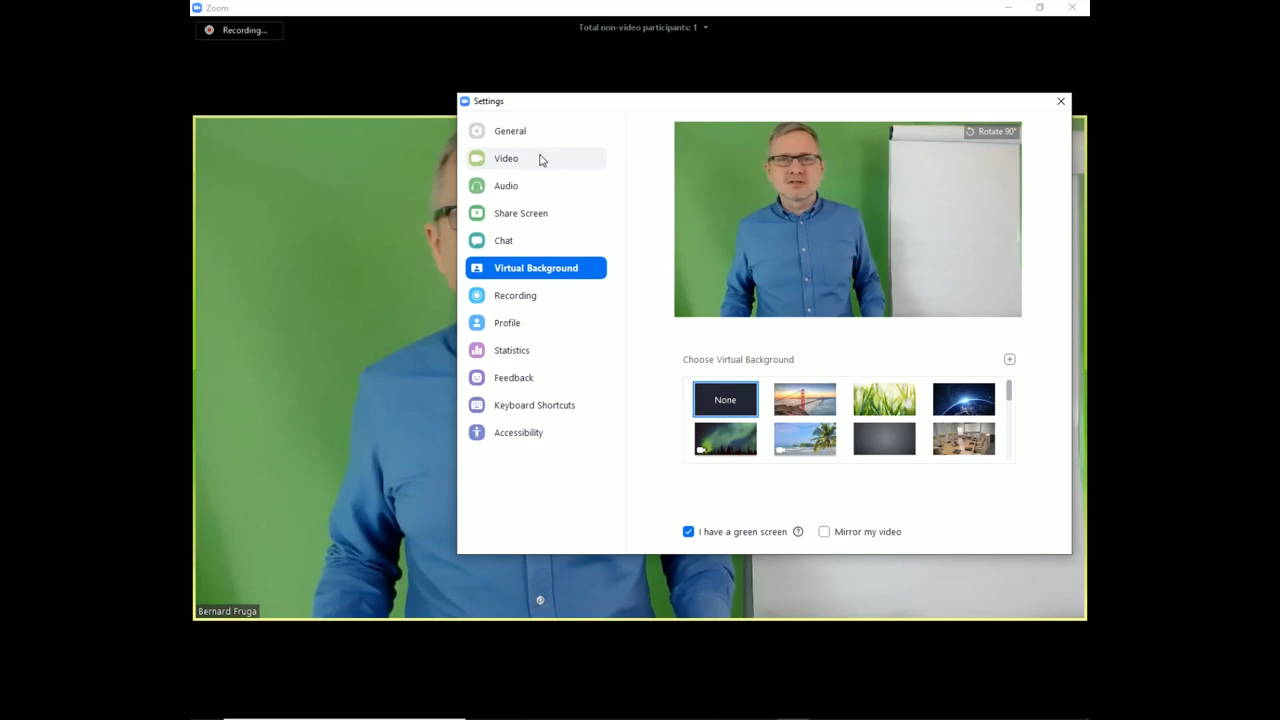 Zoom
Recording...
Total non-video participants: 1
Settings
General
Video
Audio
Share Screen
Chat
Virtual Background
Recording
Profile
Statistics
Feedback
Keyboard Shortcuts
Accessibility
Rotate 90°
Choose Virtual Background
None
I have a green screen
Mirror my video
Bernard Fruga